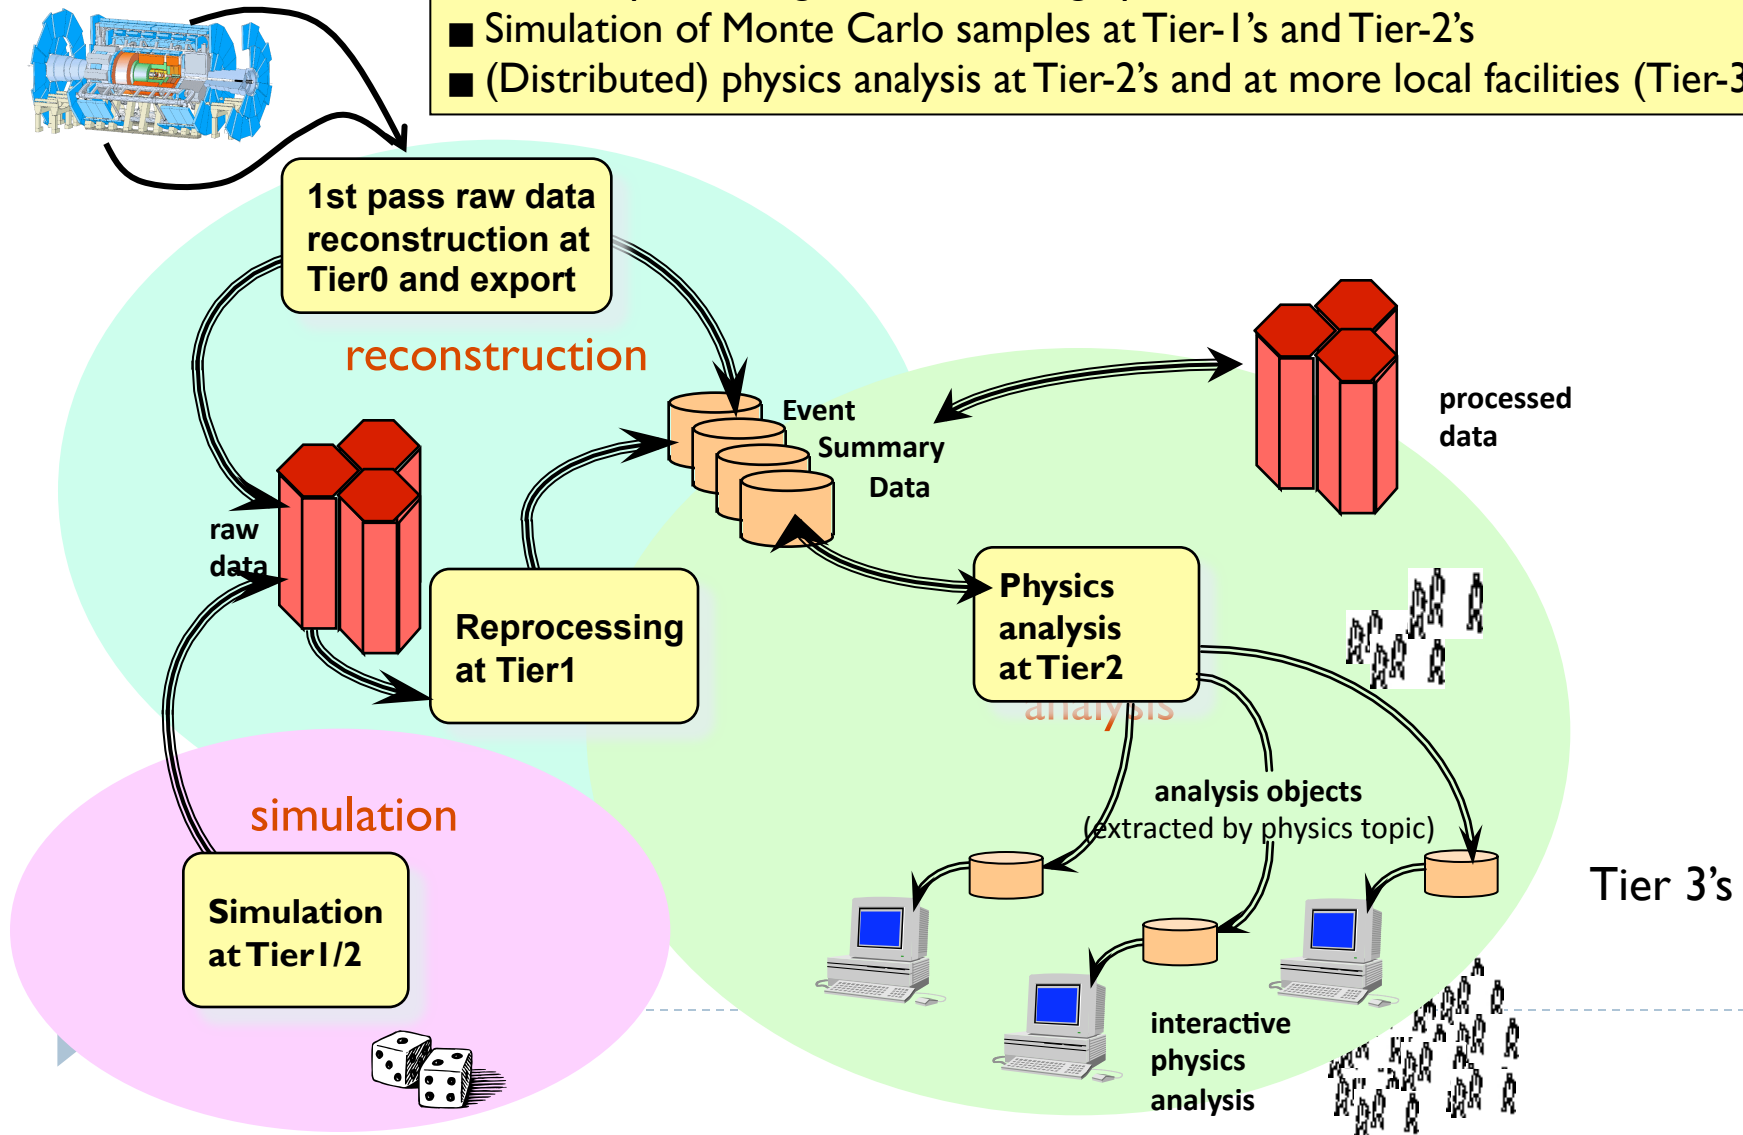 ■ Simulation of Monte Carlo samples at Tier-1's and Tier-2's
■ (Distributed) physics analysis at Tier-2's and at more local facilities (Tier-3
1st pass raw data
reconstruction at
Tier0 and export
reconstruction
Event
Summary
Data
processed
data
raw
data
Reprocessing
at Tier1
Physics
analysis
at Tier2
analysis
simulation
analysis objects
(extracted by physics topic)
Simulation
at Tier1/2
Tier 3's
interactive
physics
analysis